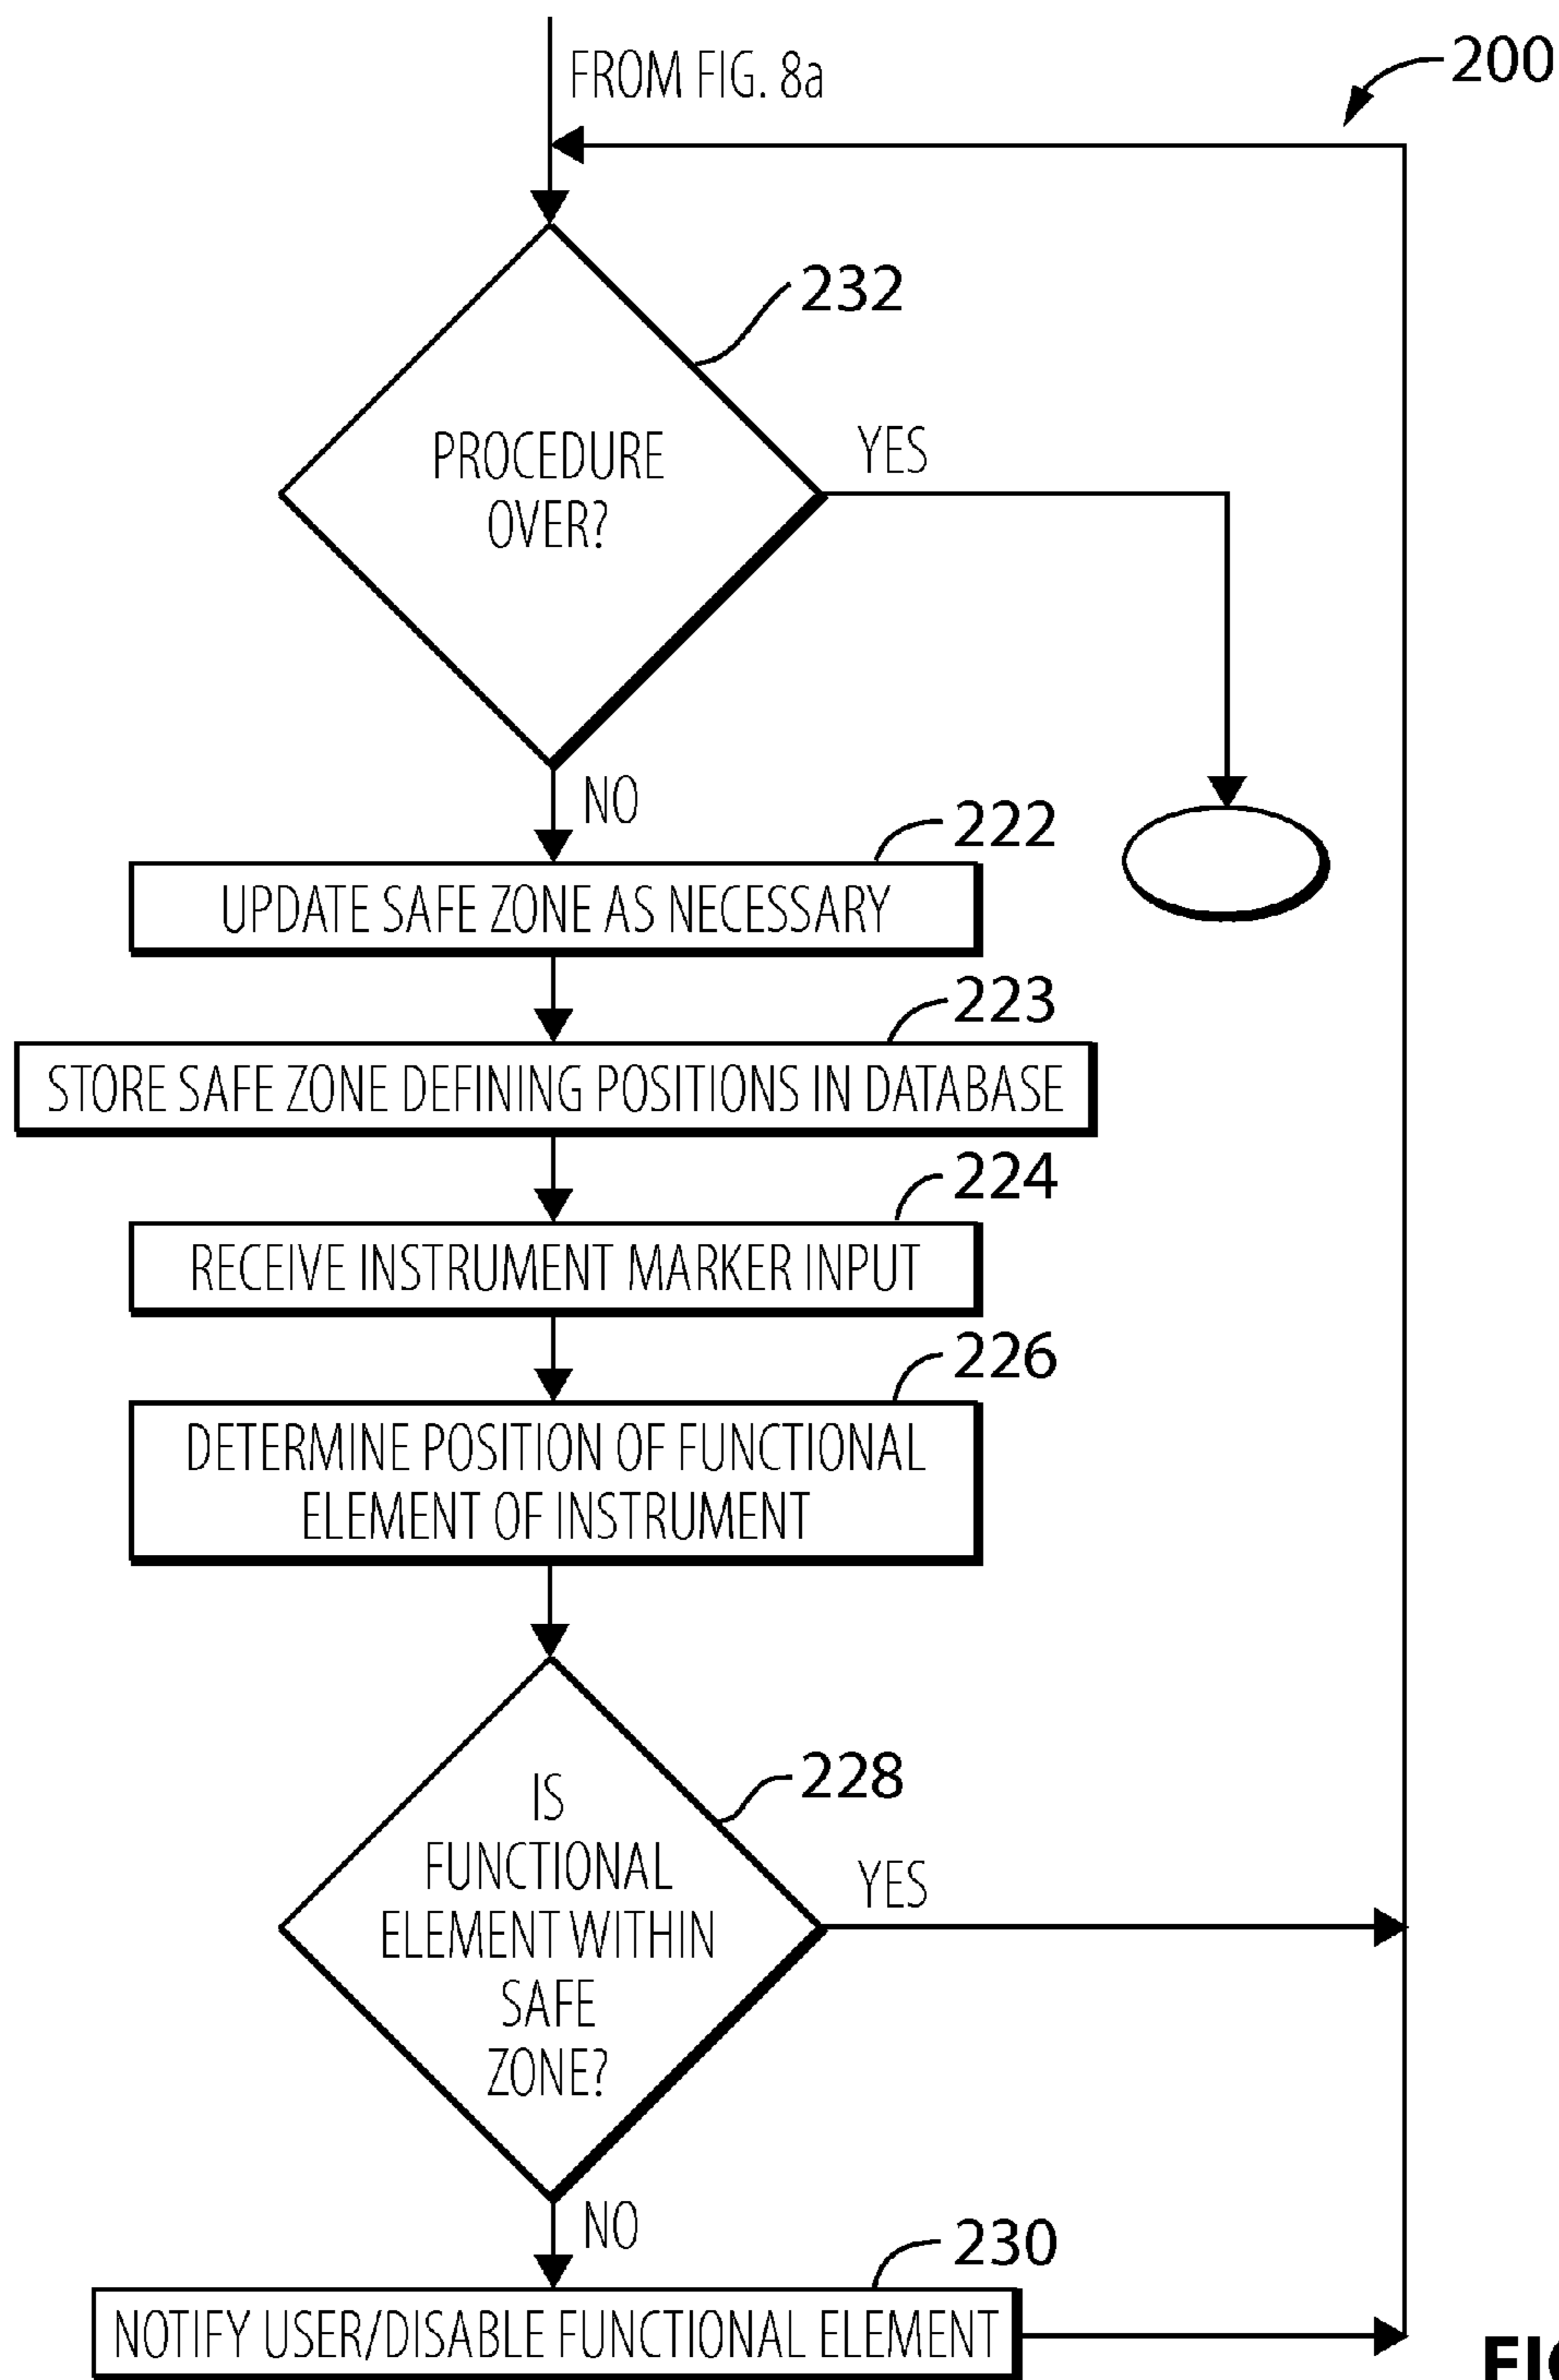 FROM FIG. 8a
200
232
PROCEDURE
OVER?
YES
NO
222
UPDATE SAFE ZONE AS NECESSARY
223
STORE SAFE ZONE DEFINING POSITIONS IN DATABASE
224
RECEIVE INSTRUMENT MARKER INPUT
226
DETERMINE POSITION OF FUNCTIONAL
ELEMENT OF INSTRUMENT
228
IS
FUNCTIONAL
ELEMENT WITHIN
SAFE
ZONE?
YES
NO
230
NOTIFY USER/DISABLE FUNCTIONAL ELEMENT